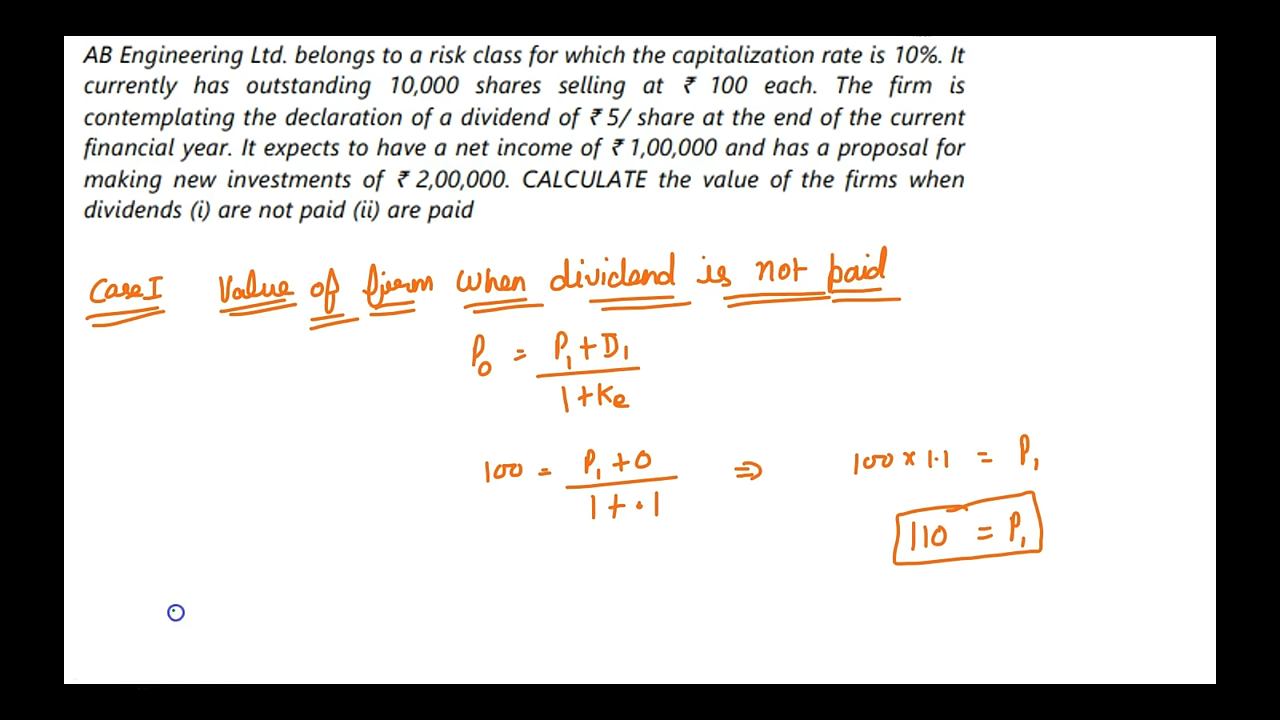 AB Engineering Ltd. belongs to a risk class for which the capitalization rate is 10%. It
currently has outstanding 10,000 shares selling at ₹ 100 each. The firm is
contemplating the declaration of a dividend of ₹ 5/ share at the end of the current
financial year. It expects to have a net income of ₹ 1,00,000 and has a proposal for
making new investments of ₹ 2,00,000. CALCULATE the value of the firms when
dividends (i) are not paid (ii) are paid
Case I Value of firm when dividend is not paid
P₀ = P₁ + D₁
1 + Ke
100 = P₁ + 0 ⇒ 100 × 1.1 = P₁
1 + .1
110 = P₁